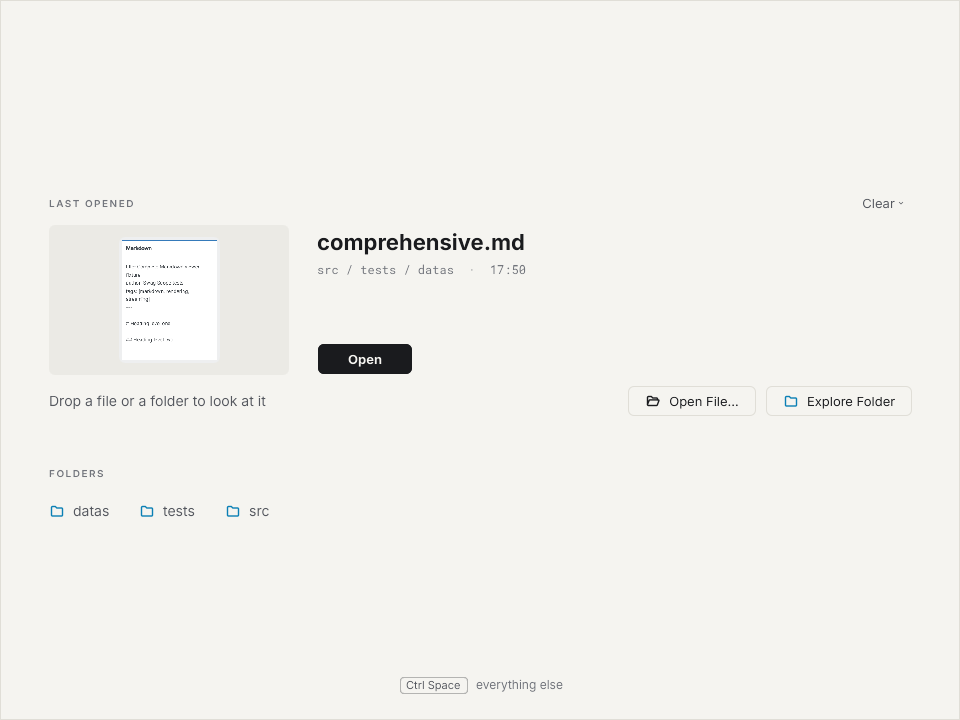 LAST OPENED
Clear
Markdown
comprehensive.md
src / tests / datas · 17:50
Open
Drop a file or a folder to look at it
Open File...
Explore Folder
FOLDERS
datas
tests
src
Ctrl Space
everything else